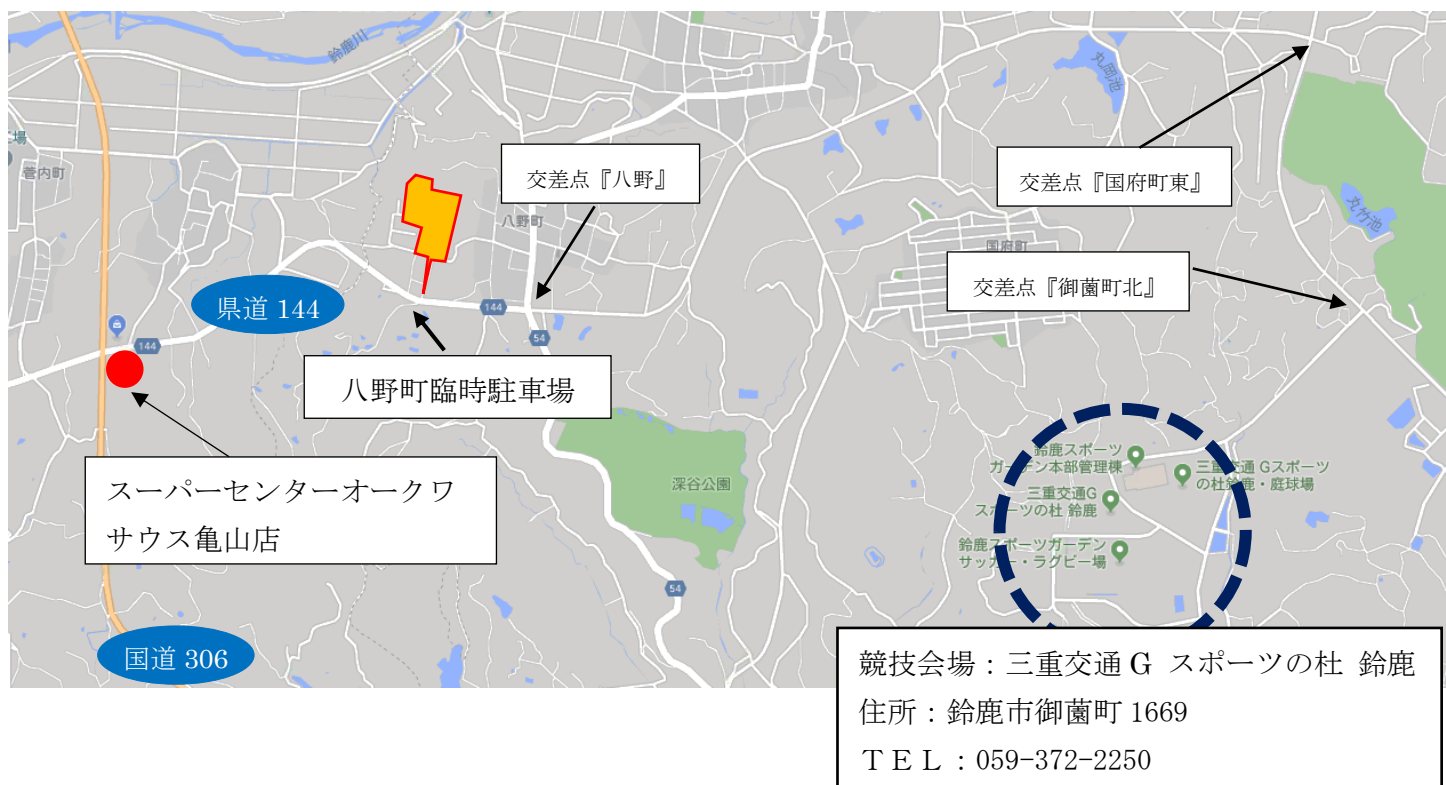 鈴鹿川
丸岡池
工場
菅内町
交差点『八野』
交差点『国府町東』
八野町
丸竹池
国府町
交差点『御薗町北』
県道 144
144
54
144
八野町臨時駐車場
スーパーセンターオークワ
サウス亀山店
深谷公園
鈴鹿スポーツ
ガーデン本部管理棟
三重交通 Gスポーツ
の杜鈴鹿・庭球場
三重交通G
スポーツの杜 鈴鹿
鈴鹿スポーツガーデン
サッカー・ラグビー場
54
国道 306
競技会場：三重交通 G スポーツの杜 鈴鹿
住所：鈴鹿市御薗町 1669
ＴＥＬ：059-372-2250